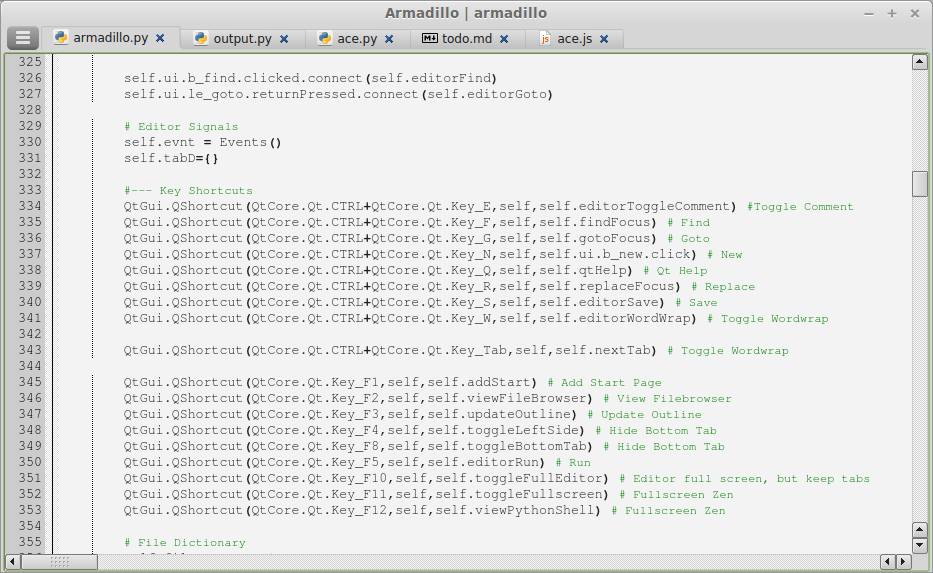 Armadillo | armadillo
armadillo.py
output.py
ace.py
todo.md
ace.js
325
326 self.ui.b_find.clicked.connect(self.editorFind)
327 self.ui.le_goto.returnPressed.connect(self.editorGoto)
328
329 # Editor Signals
330 self.evnt = Events()
331 self.tabD={}
332
333 #--- Key Shortcuts
334 QtGui.QShortcut(QtCore.Qt.CTRL+QtCore.Qt.Key_E,self,self.editorToggleComment) #Toggle Comment
335 QtGui.QShortcut(QtCore.Qt.CTRL+QtCore.Qt.Key_F,self,self.findFocus) # Find
336 QtGui.QShortcut(QtCore.Qt.CTRL+QtCore.Qt.Key_G,self,self.gotoFocus) # Goto
337 QtGui.QShortcut(QtCore.Qt.CTRL+QtCore.Qt.Key_N,self,self.ui.b_new.click) # New
338 QtGui.QShortcut(QtCore.Qt.CTRL+QtCore.Qt.Key_Q,self,self.qtHelp) # Qt Help
339 QtGui.QShortcut(QtCore.Qt.CTRL+QtCore.Qt.Key_R,self,self.replaceFocus) # Replace
340 QtGui.QShortcut(QtCore.Qt.CTRL+QtCore.Qt.Key_S,self,self.editorSave) # Save
341 QtGui.QShortcut(QtCore.Qt.CTRL+QtCore.Qt.Key_W,self,self.editorWordWrap) # Toggle Wordwrap
342
343 QtGui.QShortcut(QtCore.Qt.CTRL+QtCore.Qt.Key_Tab,self,self.nextTab) # Toggle Wordwrap
344
345 QtGui.QShortcut(QtCore.Qt.Key_F1,self,self.addStart) # Add Start Page
346 QtGui.QShortcut(QtCore.Qt.Key_F2,self,self.viewFileBrowser) # View Filebrowser
347 QtGui.QShortcut(QtCore.Qt.Key_F3,self,self.updateOutline) # Update Outline
348 QtGui.QShortcut(QtCore.Qt.Key_F4,self,self.toggleLeftSide) # Hide Bottom Tab
349 QtGui.QShortcut(QtCore.Qt.Key_F8,self,self.toggleBottomTab) # Hide Bottom Tab
350 QtGui.QShortcut(QtCore.Qt.Key_F5,self,self.editorRun) # Run
351 QtGui.QShortcut(QtCore.Qt.Key_F10,self,self.toggleFullEditor) # Editor full screen, but keep tabs
352 QtGui.QShortcut(QtCore.Qt.Key_F11,self,self.toggleFullscreen) # Fullscreen Zen
353 QtGui.QShortcut(QtCore.Qt.Key_F12,self,self.viewPythonShell) # Fullscreen Zen
354
355 # File Dictionary